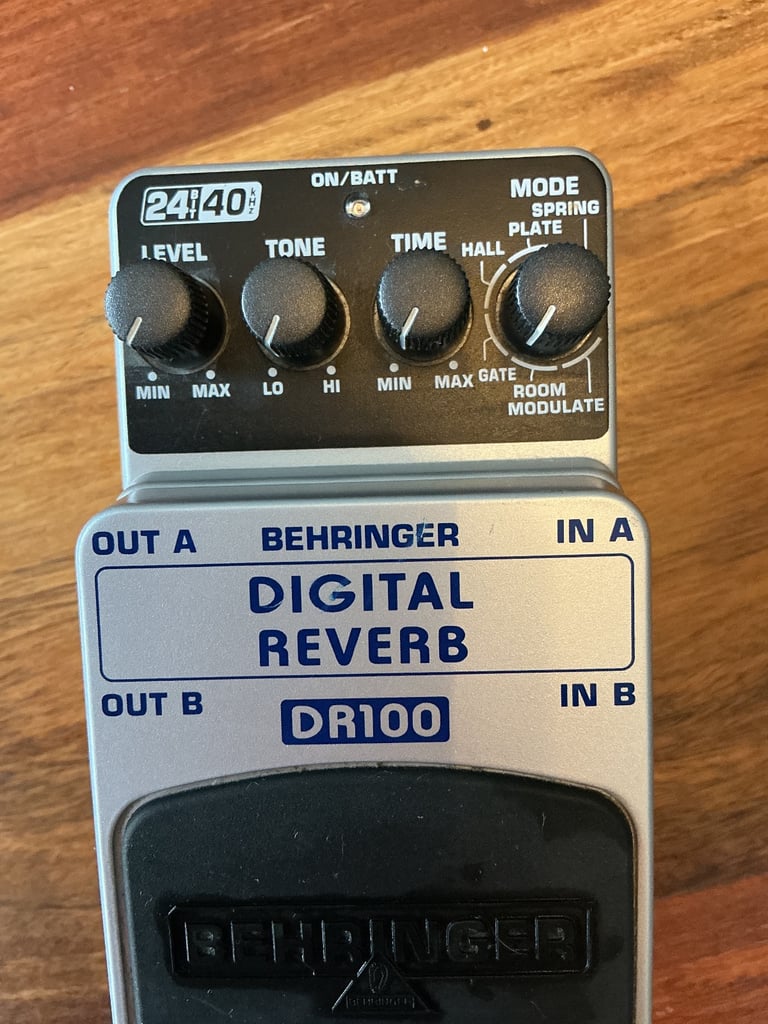 ON/BATT
24 BIT 40 kHz
MODE
SPRING
PLATE
HALL
LEVEL
TONE
TIME
MIN
MAX
LO
HI
MIN
MAX
GATE
ROOM
MODULATE
OUT A
BEHRINGER
IN A
DIGITAL
REVERB
OUT B
IN B
DR100
BEHRINGER
BEHRINGER